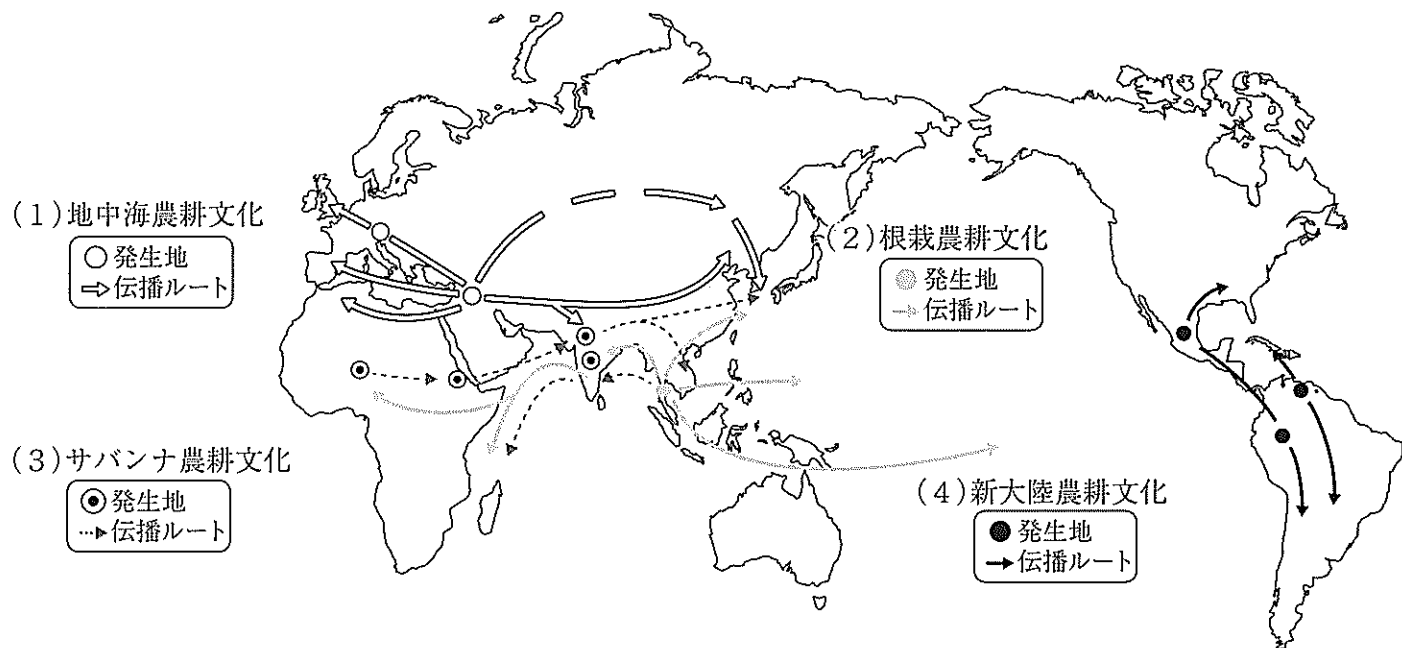 (1)地中海農耕文化
発生地
伝播ルート
(2)根栽農耕文化
発生地
伝播ルート
(3)サバンナ農耕文化
発生地
伝播ルート
(4)新大陸農耕文化
発生地
伝播ルート